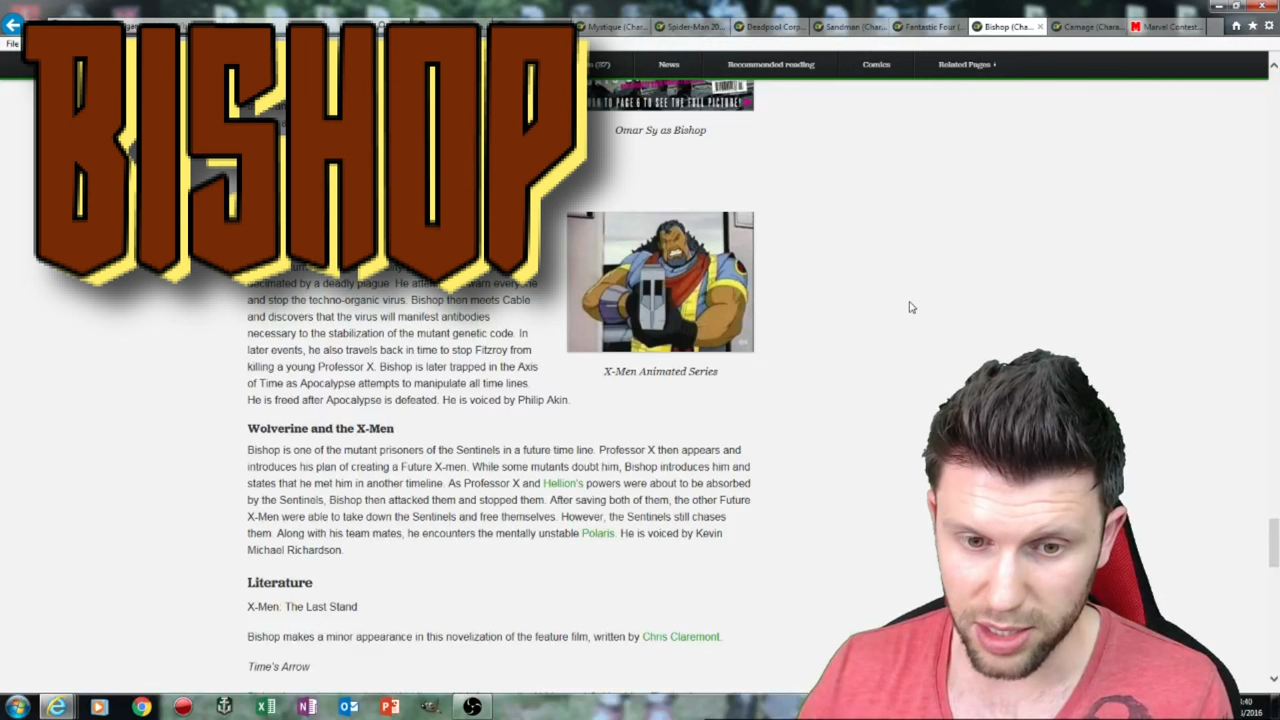 Mystique (Char...
Spider-Man 20...
Deadpool Corp...
Sandman (Char...
Fantastic Four (...
Bishop (Cha...
Carnage (Chara...
Marvel Contest...
File
News
Recommended reading
Comics
Related Pages
BISHOP
TO PAGE 6 TO SEE THE FULL PICTURE!
Omar Sy as Bishop
decimated by a deadly plague. He
and stop the techno-organic virus. Bishop then meets Cable
and discovers that the virus will manifest antibodies
necessary to the stabilization of the mutant genetic code. In
later events, he also travels back in time to stop Fitzroy from
killing a young Professor X. Bishop is later trapped in the Axis
of Time as Apocalypse attempts to manipulate all time lines.
He is freed after Apocalypse is defeated. He is voiced by Philip Akin.
X-Men Animated Series
Wolverine and the X-Men
Bishop is one of the mutant prisoners of the Sentinels in a future time line. Professor X then appears and
introduces his plan of creating a Future X-men. While some mutants doubt him, Bishop introduces him and
states that he met him in another timeline. As Professor X and Hellion's powers were about to be absorbed
by the Sentinels, Bishop then attacked them and stopped them. After saving both of them, the other Future
X-Men were able to take down the Sentinels and free themselves. However, the Sentinels still chases
them. Along with his team mates, he encounters the mentally unstable Polaris. He is voiced by Kevin
Michael Richardson.
Literature
X-Men: The Last Stand
Bishop makes a minor appearance in this novelization of the feature film, written by Chris Claremont.
Time's Arrow
:40
/2016